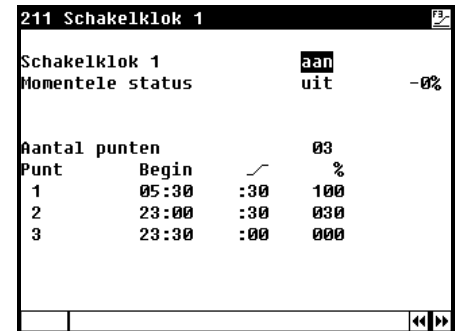 211 Schakelklok 1 F3
Schakelklok 1 aan
Momentele status uit -0%
Aantal punten 03
Punt Begin %
1 05:30 :30 100
2 23:00 :30 030
3 23:30 :00 000